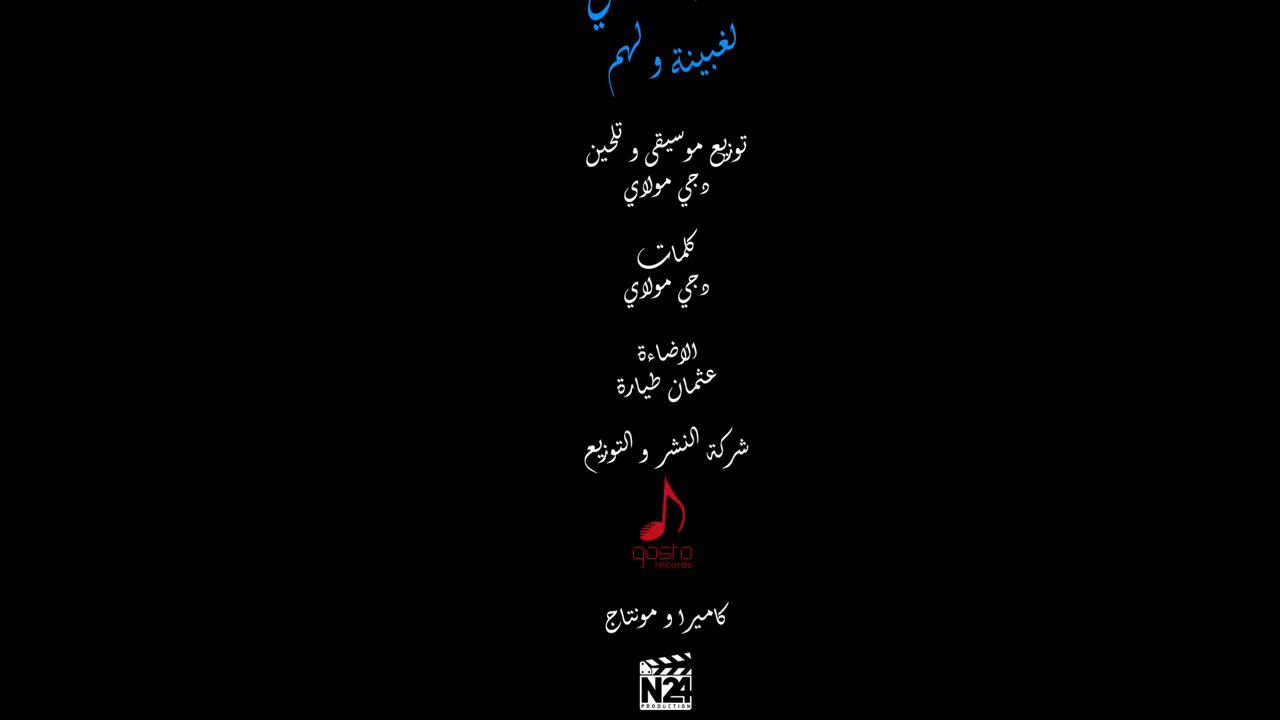 لغبينة و لهم
توزيع موسيقى و تلحين
دجي مولاي
كلمات
دجي مولاي
الاضاءة
عثمان طيارة
شركة النشر و التوزيع
gosto
records
كاميرا و مونتاج
N24
PRODUCTION